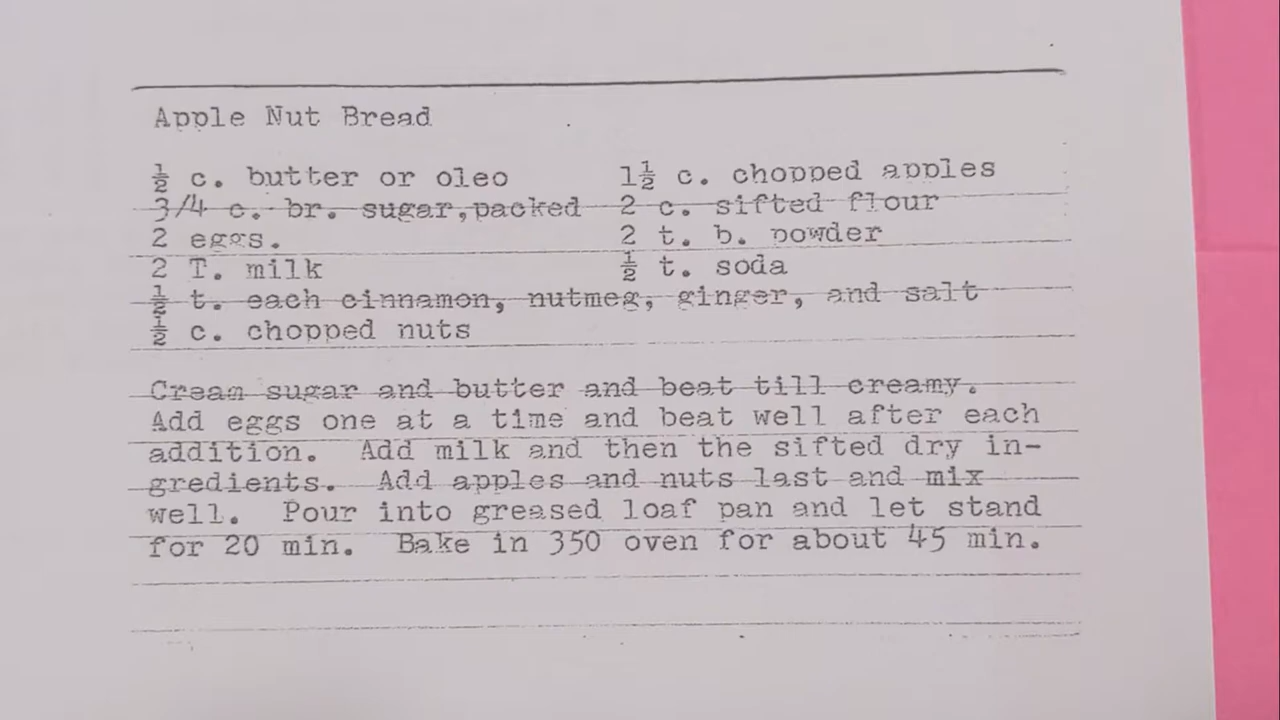 Apple Nut Bread
½ c. butter or oleo 1½ c. chopped apples
3/4 c. br. sugar,packed 2 c. sifted flour
2 eggs. 2 t. b. powder
2 T. milk ½ t. soda
½ t. each cinnamon, nutmeg, ginger, and salt
½ c. chopped nuts
Cream sugar and butter and beat till creamy.
Add eggs one at a time and beat well after each
addition. Add milk and then the sifted dry in-
gredients. Add apples and nuts last and mix
well. Pour into greased loaf pan and let stand
for 20 min. Bake in 350 oven for about 45 min.